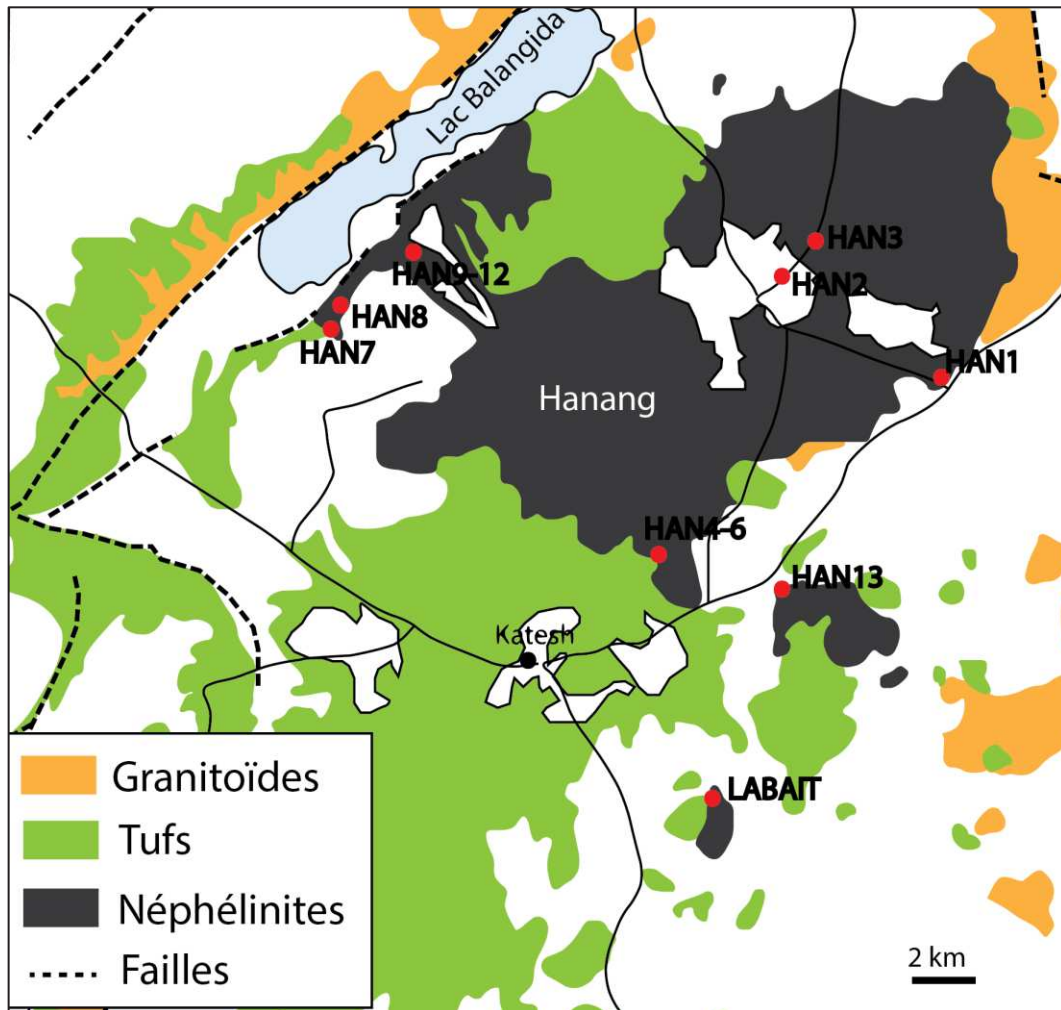 Lac Balangida
HAN3
HAN9-12
HAN2
HAN8
HAN7
HAN1
Hanang
HAN4-6
HAN13
Katesh
LABAIT
Granitoïdes
Tufs
Néphélinites
Failles
2 km